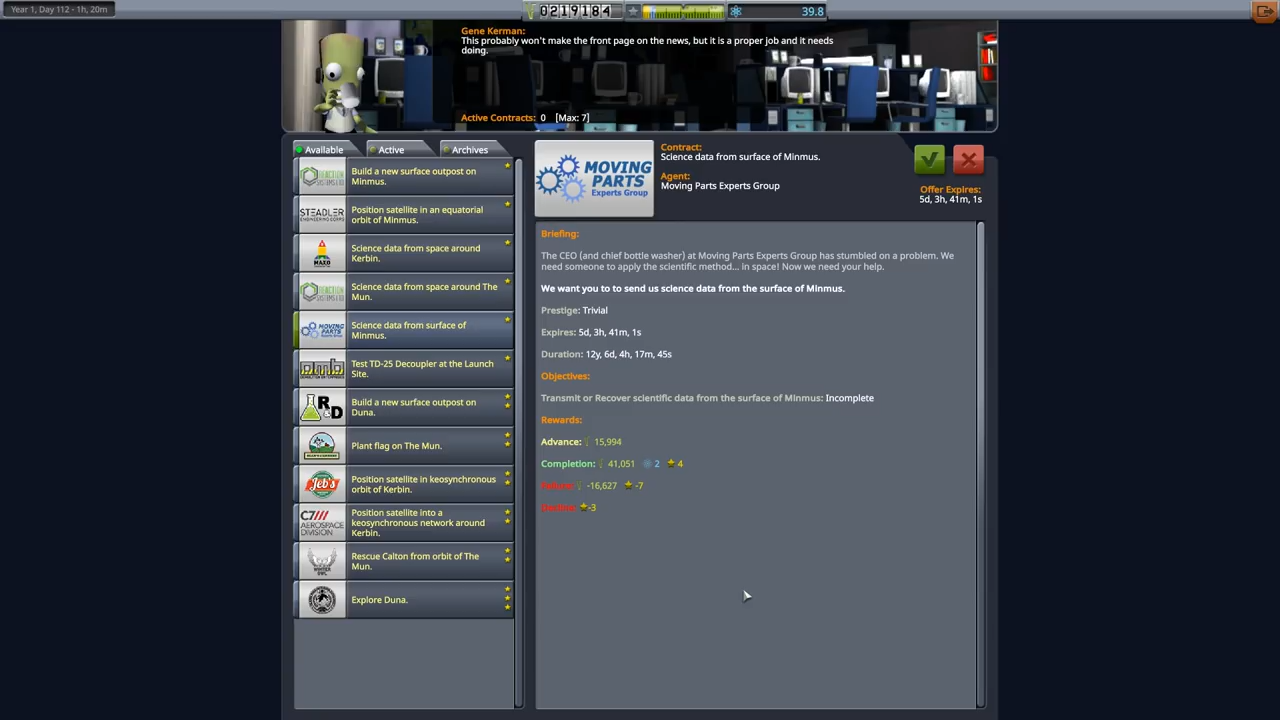 Year 1, Day 112 - 1h, 20m
0219184
39.8
Gene Kerman:
This probably won't make the front page on the news, but it is a proper job and it needs
doing.
Active Contracts: 0 [Max: 7]
Available
Active
Archives
Build a new surface outpost on
Minmus.
STEADLER
ENGINEERING CORPS
Position satellite in an equatorial
orbit of Minmus.
Science data from space around
Kerbin.
Science data from space around The
Mun.
MOVING
PARTS
Science data from surface of
Minmus.
Test TD-25 Decoupler at the Launch
Site.
R&D
Build a new surface outpost on
Duna.
Plant flag on The Mun.
Jeb's
Position satellite in keosynchronous
orbit of Kerbin.
C7///
AEROSPACE
DIVISION
Position satellite into a
keosynchronous network around
Kerbin.
Rescue Calton from orbit of The
Mun.
Explore Duna.
MOVING
PARTS
Experts Group
Contract:
Science data from surface of Minmus.
Agent:
Moving Parts Experts Group
Offer Expires:
5d, 3h, 41m, 1s
Briefing:
The CEO (and chief bottle washer) at Moving Parts Experts Group has stumbled on a problem. We
need someone to apply the scientific method... in space! Now we need your help.
We want you to to send us science data from the surface of Minmus.
Prestige: Trivial
Expires: 5d, 3h, 41m, 1s
Duration: 12y, 6d, 4h, 17m, 45s
Objectives:
Transmit or Recover scientific data from the surface of Minmus: Incomplete
Rewards:
Advance: 15,994
Completion: 41,051 2 4
Failure: -16,627 -7
Decline: -3